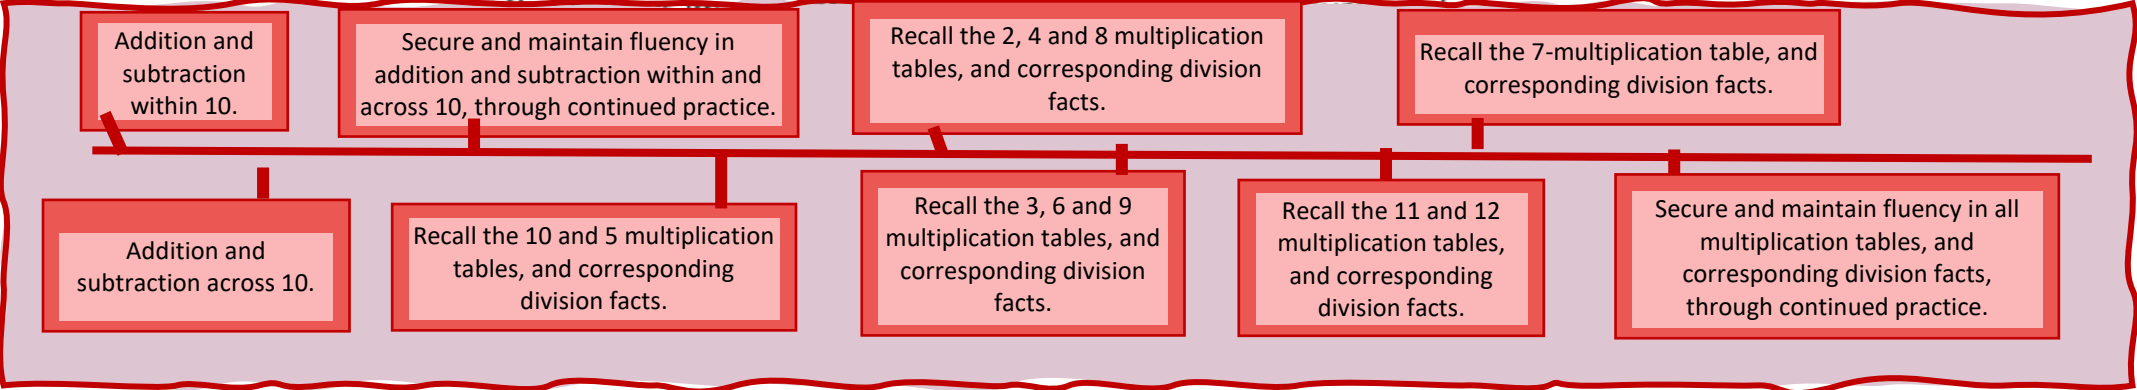 Addition and
subtraction
within 10.
Secure and maintain fluency in
addition and subtraction within and
across 10, through continued practice.
Recall the 2, 4 and 8 multiplication
tables, and corresponding division
facts.
Recall the 7-multiplication table, and
corresponding division facts.
Addition and
subtraction across 10.
Recall the 10 and 5 multiplication
tables, and corresponding
division facts.
Recall the 3, 6 and 9
multiplication tables, and
corresponding division
facts.
Recall the 11 and 12
multiplication tables,
and corresponding
division facts.
Secure and maintain fluency in all
multiplication tables, and
corresponding division facts,
through continued practice.